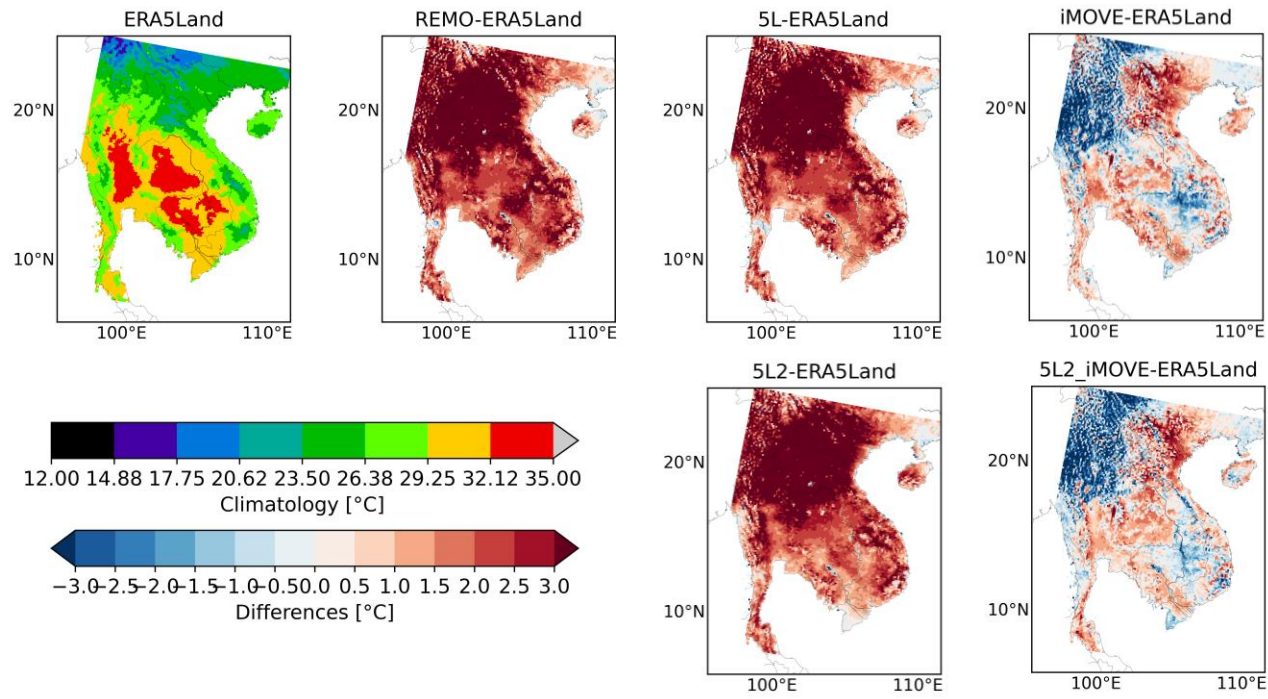 ERA5Land
REMO-ERA5Land
5L-ERA5Land
iMOVE-ERA5Land
20°N
10°N
100°E
110°E
20°N
10°N
100°E
110°E
20°N
10°N
100°E
110°E
20°N
10°N
100°E
110°E
12.00 14.88 17.75 20.62 23.50 26.38 29.25 32.12 35.00
Climatology [°C]
−3.0 −2.5 −2.0 −1.5 −1.0 −0.5 0.0 0.5 1.0 1.5 2.0 2.5 3.0
Differences [°C]
5L2-ERA5Land
5L2_iMOVE-ERA5Land
20°N
10°N
100°E
110°E
20°N
10°N
100°E
110°E